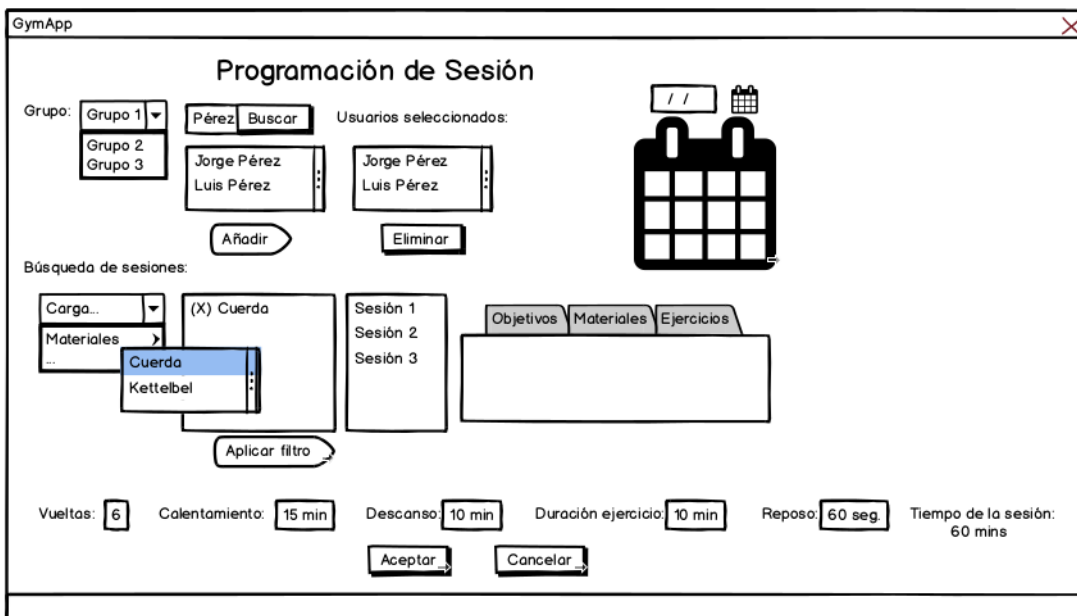 GymApp
Programación de Sesión
Grupo:
Grupo 1
Grupo 2
Grupo 3
Pérez
Buscar
Jorge Pérez
Luis Pérez
Añadir
Usuarios seleccionados:
Jorge Pérez
Luis Pérez
Eliminar
/ /
Búsqueda de sesiones:
Carga...
Materiales
...
Cuerda
Kettelbel
(X) Cuerda
Aplicar filtro
Sesión 1
Sesión 2
Sesión 3
Objetivos
Materiales
Ejercicios
Vueltas: 6
Calentamiento: 15 min
Descanso: 10 min
Duración ejercicio: 10 min
Reposo: 60 seg.
Tiempo de la sesión:
60 mins
Aceptar
Cancelar